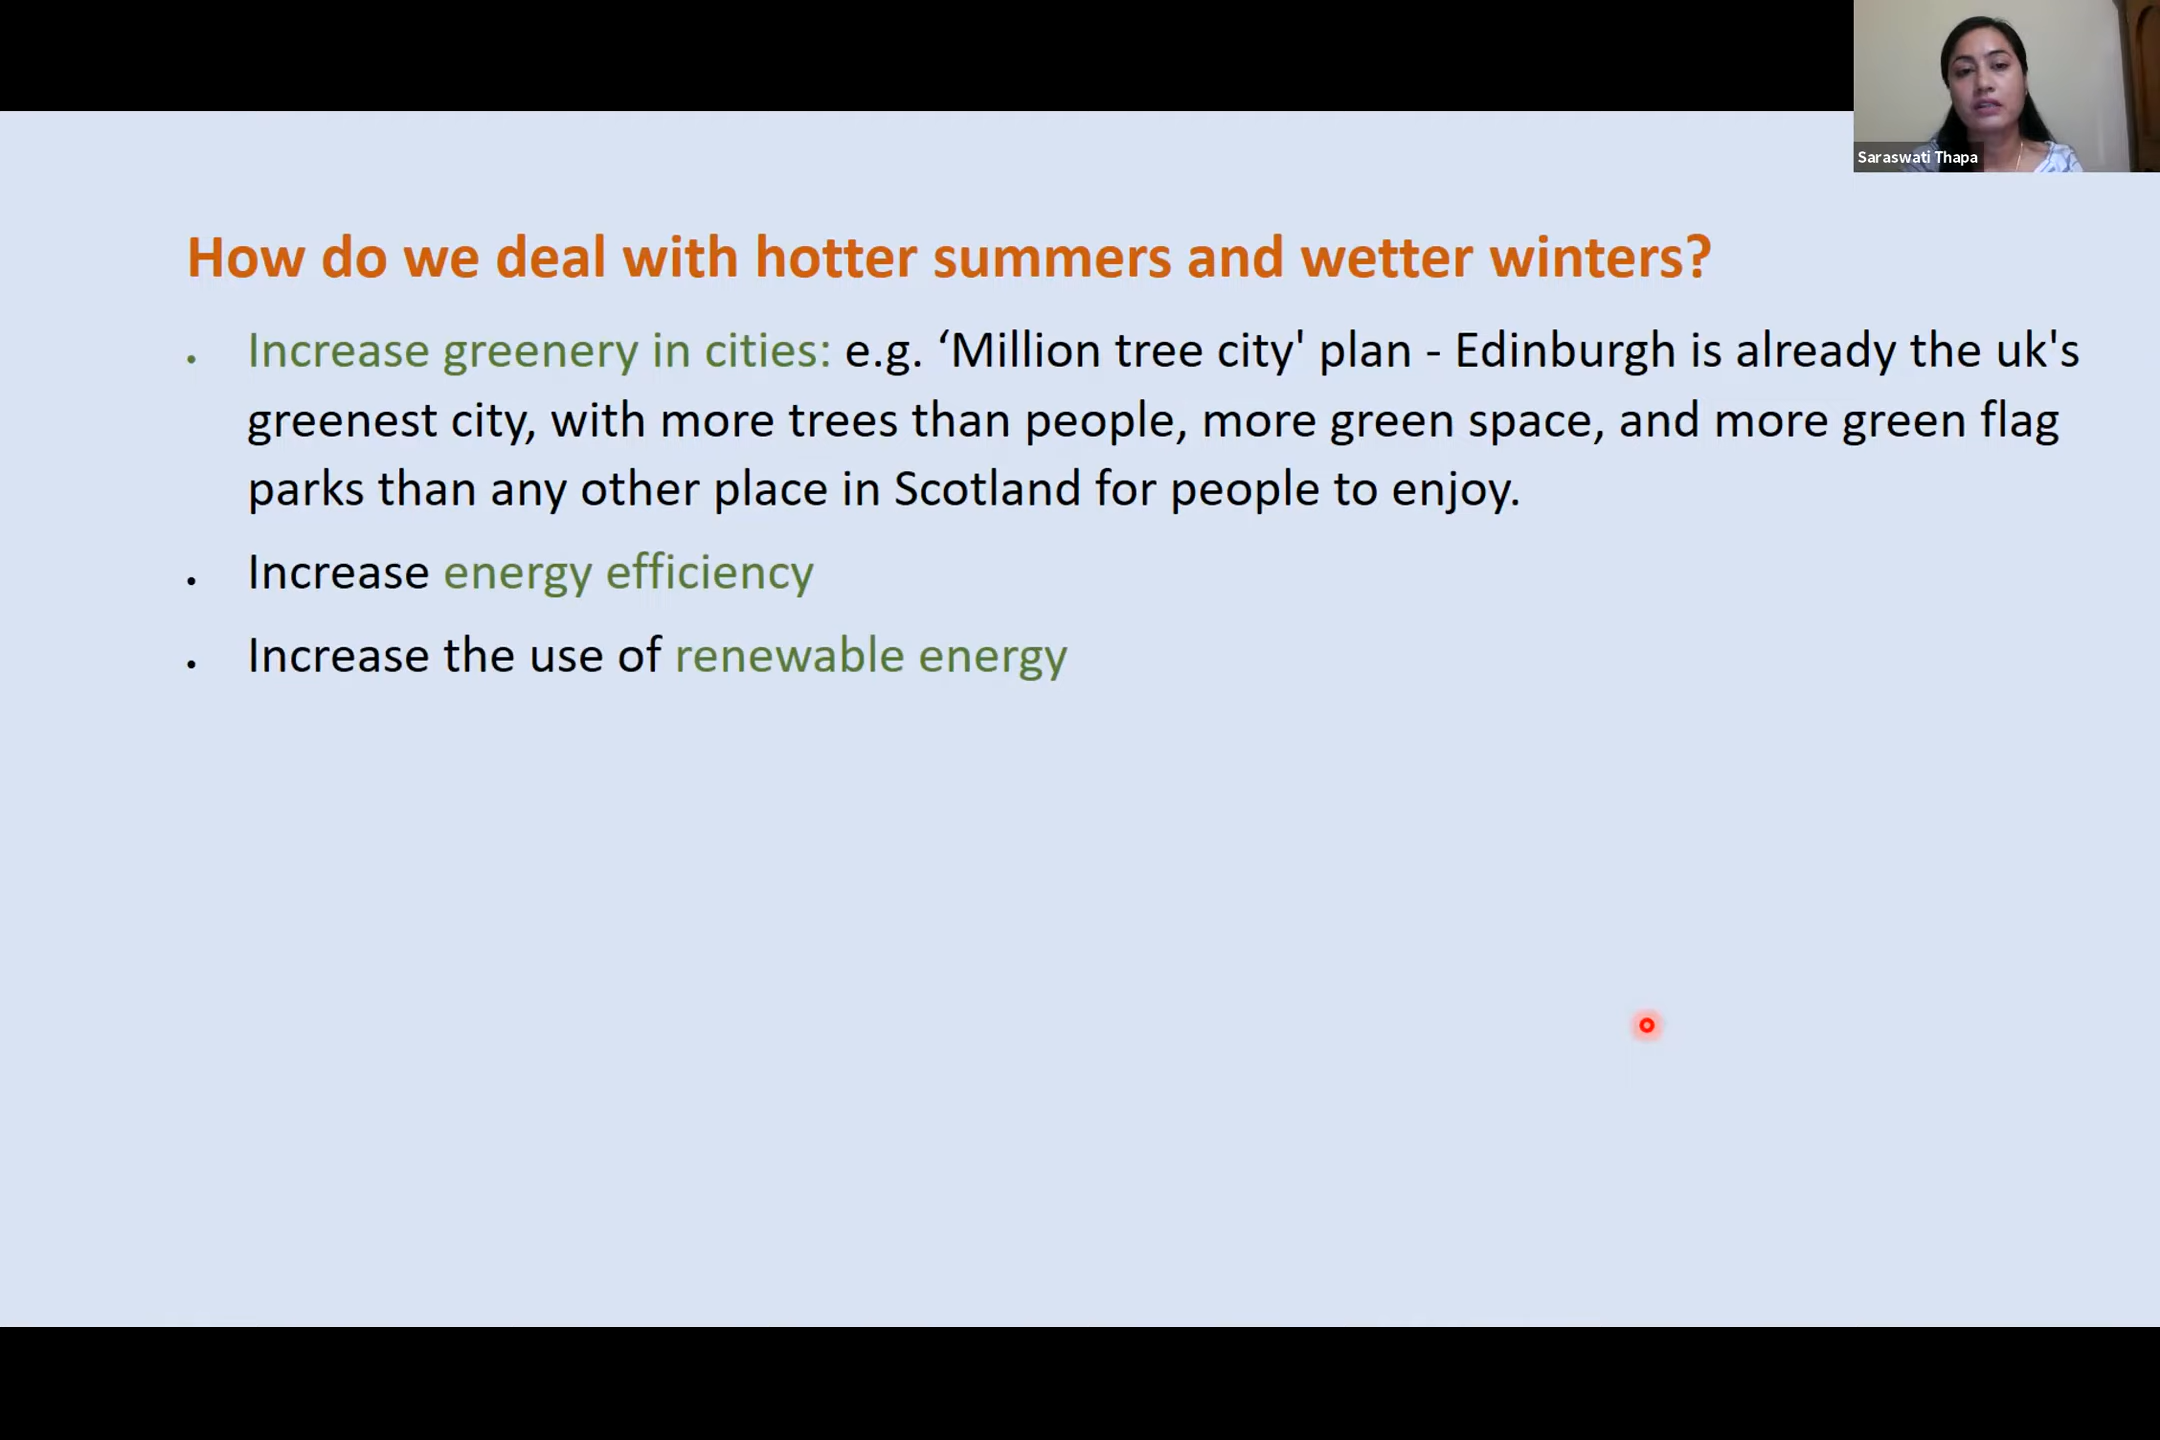 Saraswati Thapa
How do we deal with hotter summers and wetter winters?
• Increase greenery in cities: e.g. ‘Million tree city' plan - Edinburgh is already the uk's
greenest city, with more trees than people, more green space, and more green flag
parks than any other place in Scotland for people to enjoy.
• Increase energy efficiency
• Increase the use of renewable energy